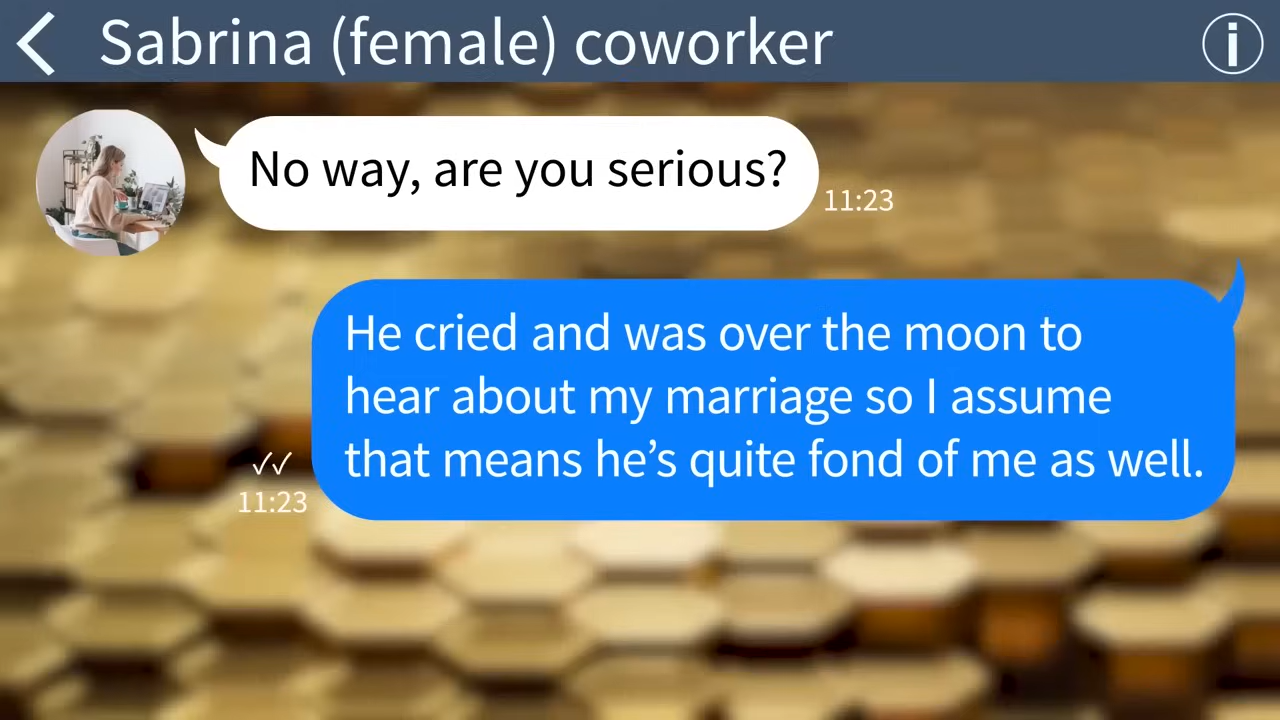 Sabrina (female) coworker
No way, are you serious?
11:23
He cried and was over the moon to
hear about my marriage so I assume
that means he’s quite fond of me as well.
✓✓
11:23